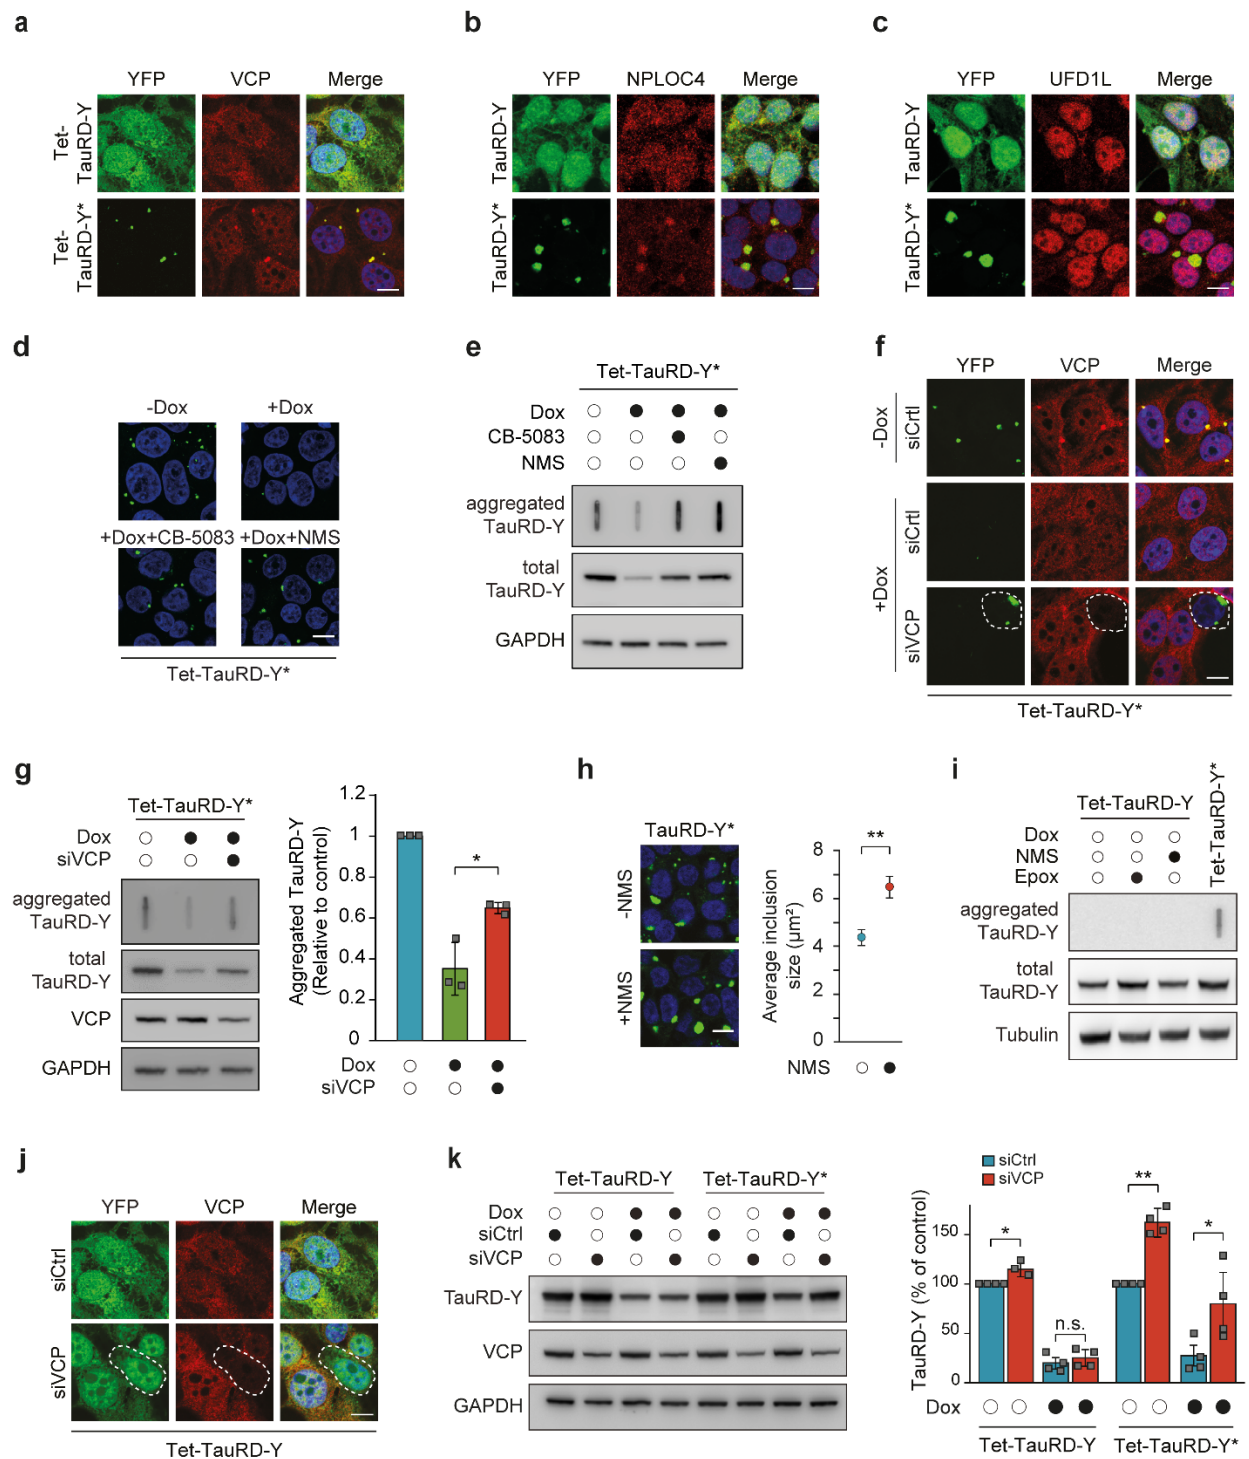 a
YFP VCP Merge
Tet-
TauRD-Y
Tet-
TauRD-Y*
b
YFP NPLOC4 Merge
TauRD-Y
TauRD-Y*
c
YFP UFD1L Merge
TauRD-Y
TauRD-Y*
d
-Dox +Dox
+Dox+CB-5083 +Dox+NMS
Tet-TauRD-Y*
e
Tet-TauRD-Y*
Dox
CB-5083
NMS
aggregated
TauRD-Y
total
TauRD-Y
GAPDH
f
YFP VCP Merge
-Dox
siCrtl
+Dox
siCrtl
siVCP
Tet-TauRD-Y*
g
Tet-TauRD-Y*
Dox
siVCP
aggregated
TauRD-Y
total
TauRD-Y
VCP
GAPDH
Aggregated TauRD-Y
(Relative to control)
1.2
1
0.8
0.6
0.4
0.2
0
*
Dox
siVCP
h
TauRD-Y*
-NMS
+NMS
Average inclusion
size (µm²)
8
6
4
2
0
**
NMS
i
Tet-TauRD-Y
Tet-TauRD-Y*
Dox
NMS
Epox
aggregated
TauRD-Y
total
TauRD-Y
Tubulin
j
YFP VCP Merge
siCtrl
siVCP
Tet-TauRD-Y
k
Tet-TauRD-Y Tet-TauRD-Y*
Dox
siCtrl
siVCP
TauRD-Y
VCP
GAPDH
siCtrl
siVCP
TauRD-Y (% of control)
150
100
50
0
*
n.s.
**
*
Dox
Tet-TauRD-Y Tet-TauRD-Y*